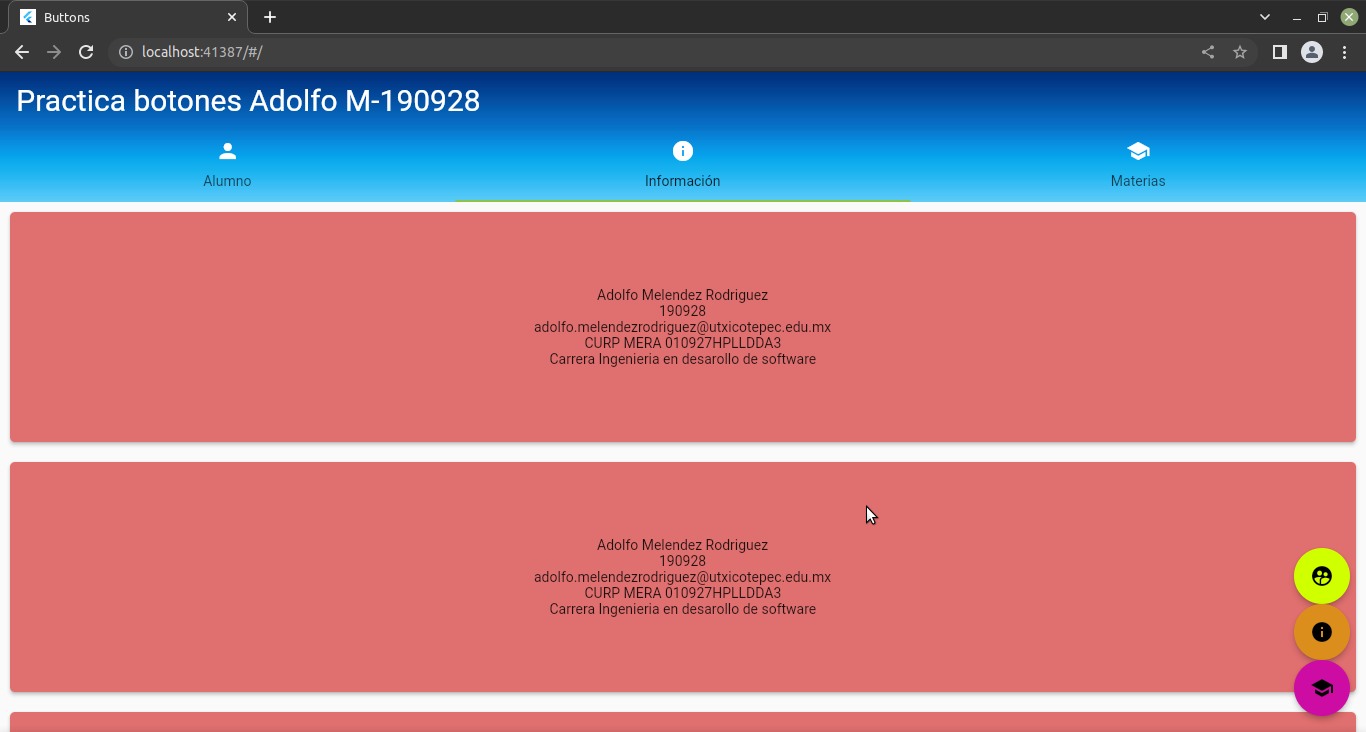 Buttons
localhost:41387/#/
Practica botones Adolfo M-190928
Alumno
Información
Materias
Adolfo Melendez Rodriguez
190928
adolfo.melendezrodriguez@utxicotepec.edu.mx
CURP MERA 010927HPLLDDA3
Carrera Ingenieria en desarollo de software
Adolfo Melendez Rodriguez
190928
adolfo.melendezrodriguez@utxicotepec.edu.mx
CURP MERA 010927HPLLDDA3
Carrera Ingenieria en desarollo de software